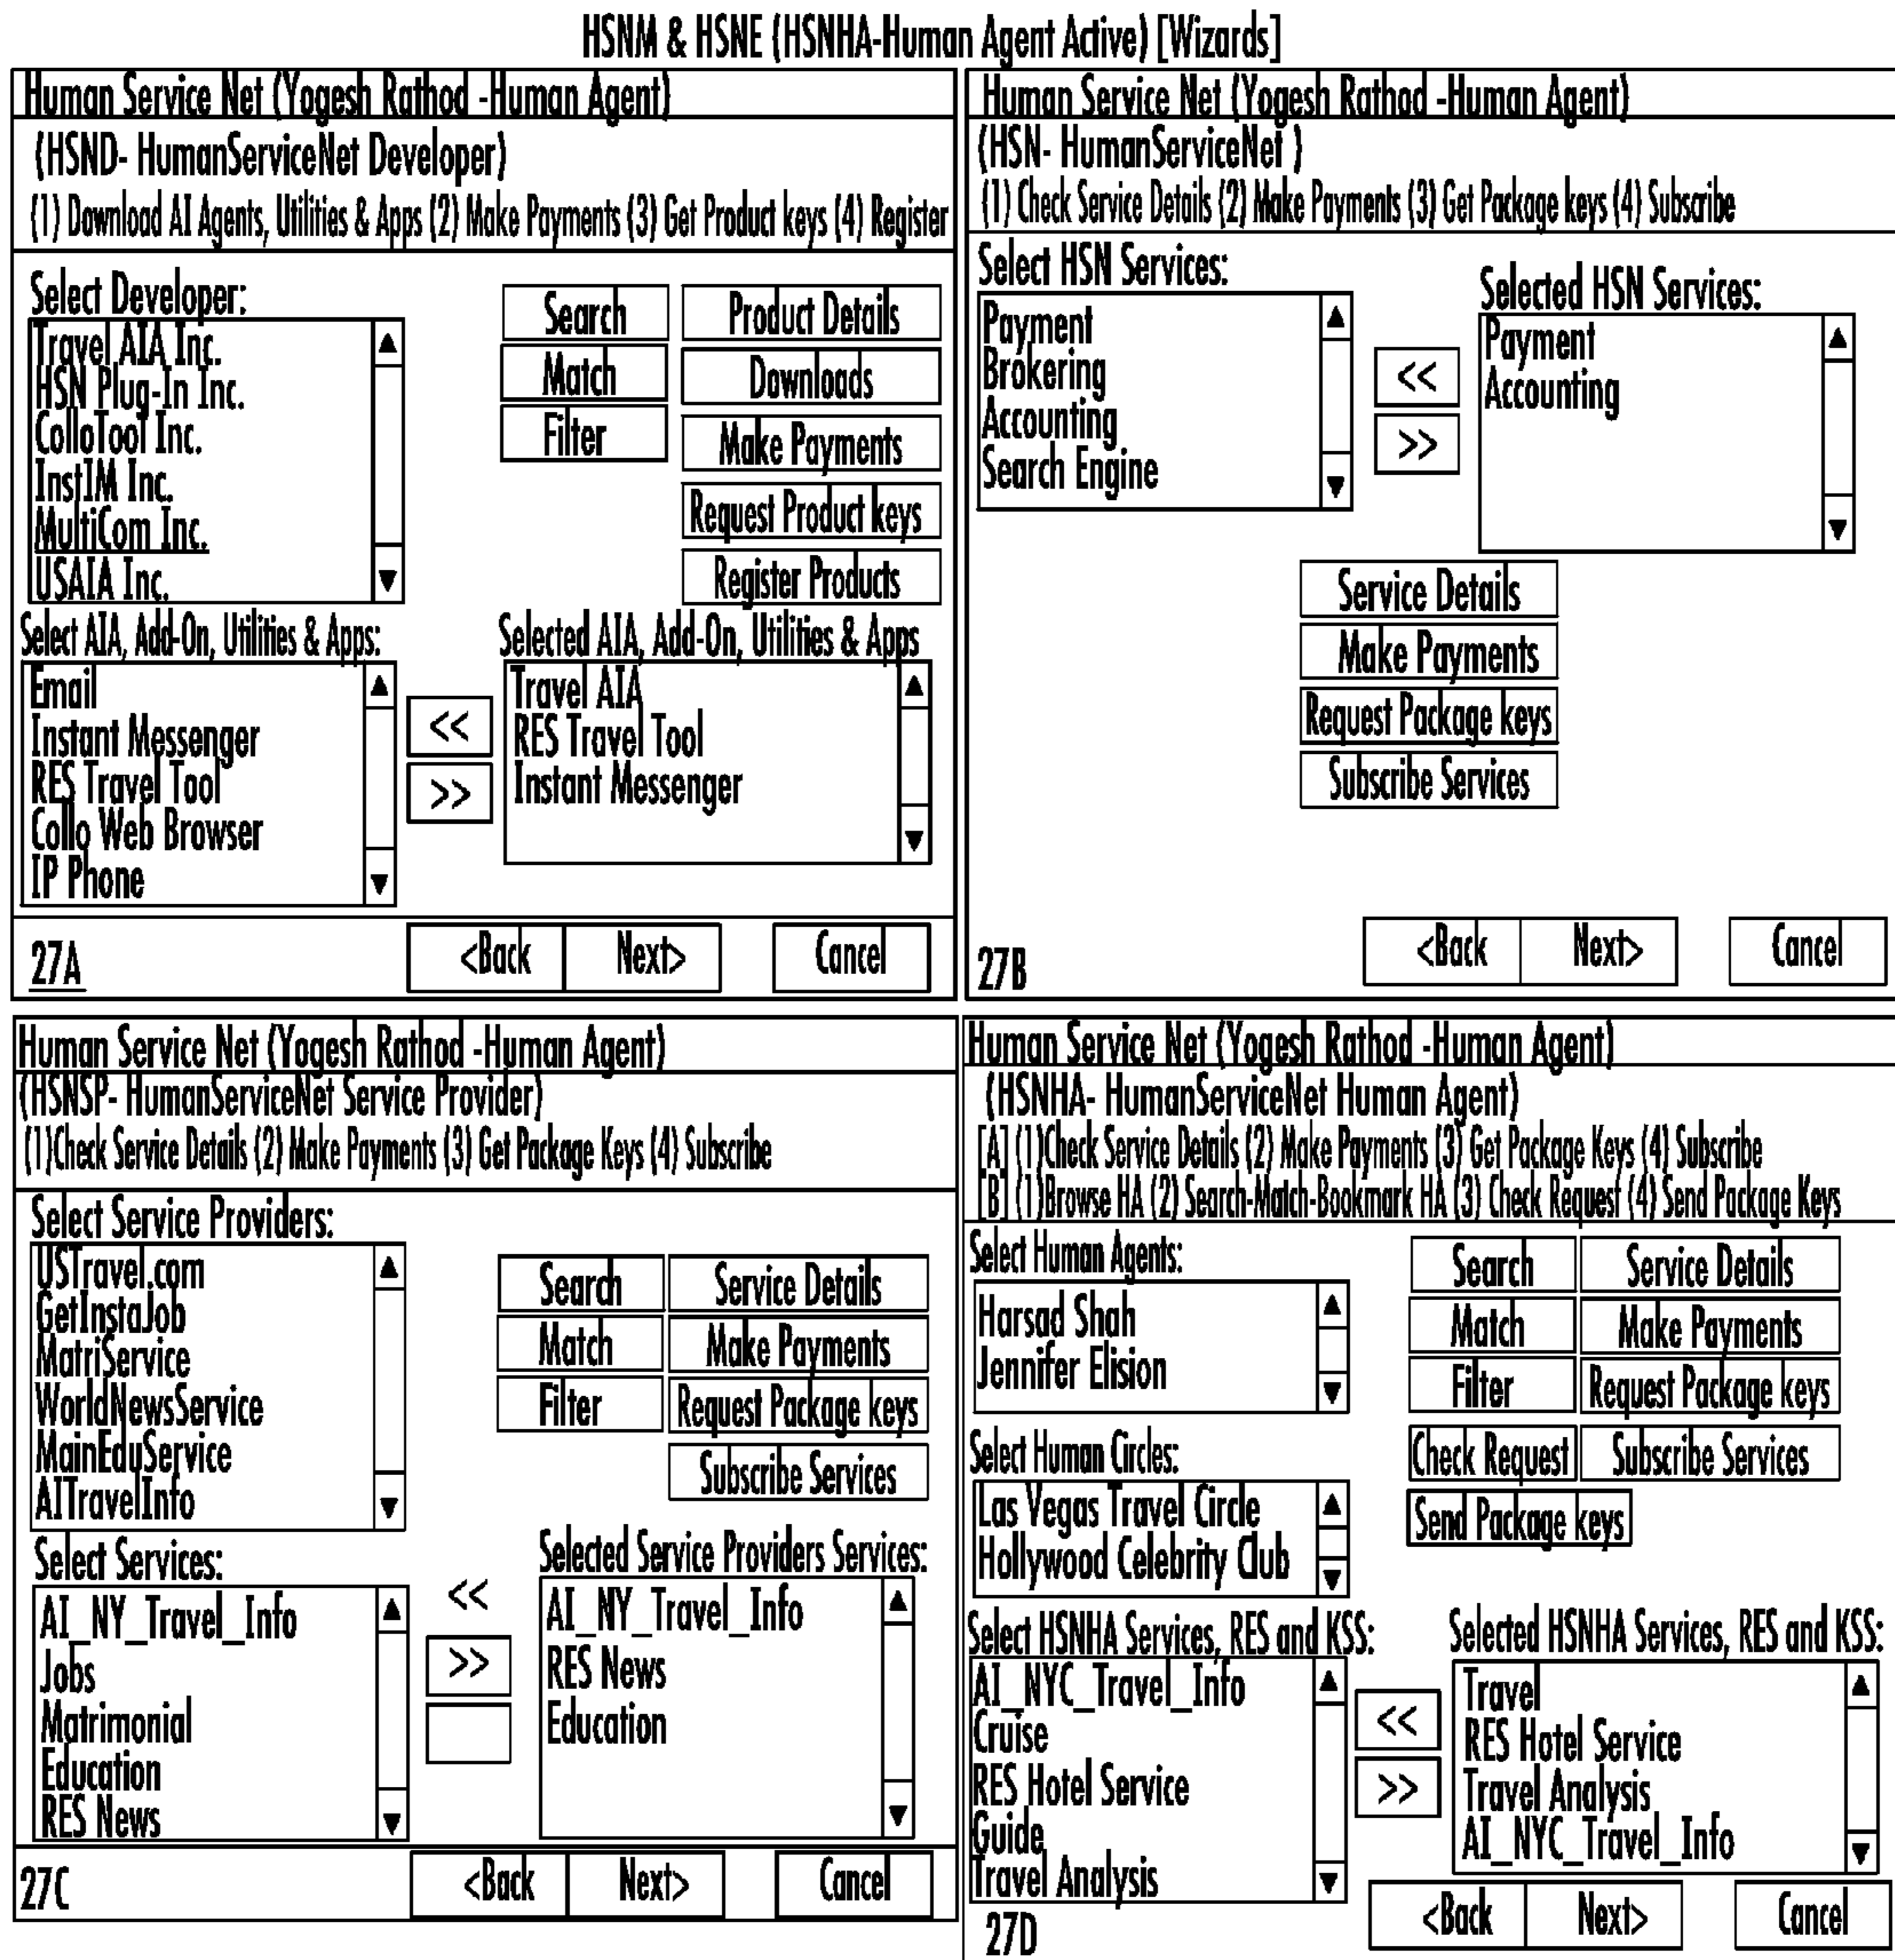 HSNM & HSNE (HSNHA-Human Agent Active) [Wizards]
Human Service Net (Yogesh Rathod -Human Agent)
(HSND- HumanServiceNet Developer)
(1) Download AI Agents, Utilities & Apps (2) Make Payments (3) Get Product keys (4) Register
Select Developer:
Travel AIA Inc.
HSN Plug-In Inc.
ColloTool Inc.
InstIM Inc.
MultiCom Inc.
USAIA Inc.
Search
Match
Filter
Product Details
Downloads
Make Payments
Request Product keys
Register Products
Select AIA, Add-On, Utilities & Apps:
Email
Instant Messenger
RES Travel Tool
Collo Web Browser
IP Phone
<<
>>
Selected AIA, Add-On, Utilities & Apps
Travel AIA
RES Travel Tool
Instant Messenger
27A
<Back
Next>
Cancel
Human Service Net (Yogesh Rathod -Human Agent)
(HSN- HumanServiceNet )
(1) Check Service Details (2) Make Payments (3) Get Package keys (4) Subscribe
Select HSN Services:
Payment
Brokering
Accounting
Search Engine
<<
>>
Selected HSN Services:
Payment
Accounting
Service Details
Make Payments
Request Package keys
Subscribe Services
27B
<Back
Next>
Cancel
Human Service Net (Yogesh Rathod -Human Agent)
(HSNSP- HumanServiceNet Service Provider)
(1)Check Service Details (2) Make Payments (3) Get Package Keys (4) Subscribe
Select Service Providers:
USTravel.com
GetInstaJob
MatriService
WorldNewsService
MainEduService
AITravelInfo
Search
Match
Filter
Service Details
Make Payments
Request Package keys
Subscribe Services
Select Services:
AI_NY_Travel_Info
Jobs
Matrimonial
Education
RES News
<<
>>
Selected Service Providers Services:
AI_NY_Travel_Info
RES News
Education
27C
<Back
Next>
Cancel
Human Service Net (Yogesh Rathod -Human Agent)
(HSNHA- HumanServiceNet Human Agent)
[A] (1)Check Service Details (2) Make Payments (3) Get Package Keys (4) Subscribe
[B] (1)Browse HA (2) Search-Match-Bookmark HA (3) Check Request (4) Send Package Keys
Select Human Agents:
Harsad Shah
Jennifer Elision
Select Human Circles:
Las Vegas Travel Circle
Hollywood Celebrity Club
Search
Match
Filter
Check Request
Send Package keys
Service Details
Make Payments
Request Package keys
Subscribe Services
Select HSNHA Services, RES and KSS:
AI_NYC_Travel_Info
Cruise
RES Hotel Service
Guide
Travel Analysis
<<
>>
Selected HSNHA Services, RES and KSS:
Travel
RES Hotel Service
Travel Analysis
AI_NYC_Travel_Info
27D
<Back
Next>
Cancel